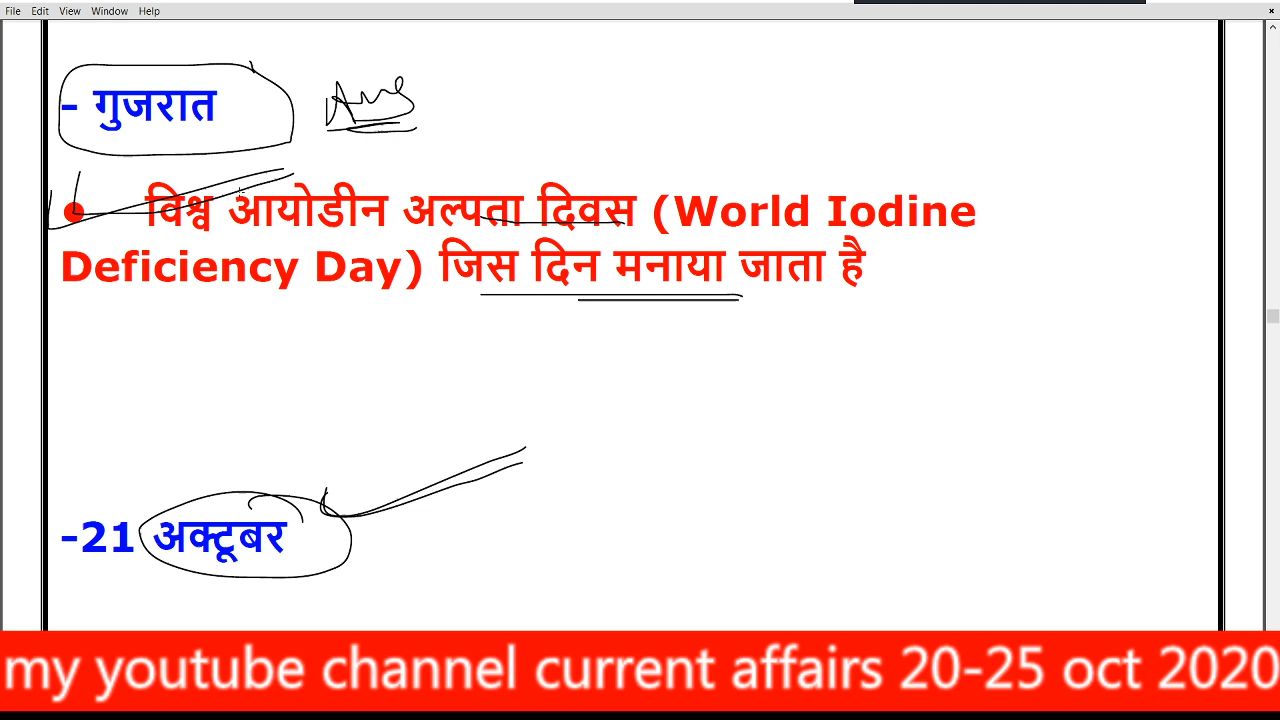 File Edit View Window Help
- गुजरात Ans
विश्व आयोडीन अल्पता दिवस (World Iodine
Deficiency Day) जिस दिन मनाया जाता है
-21 अक्टूबर
my youtube channel current affairs 20-25 oct 2020